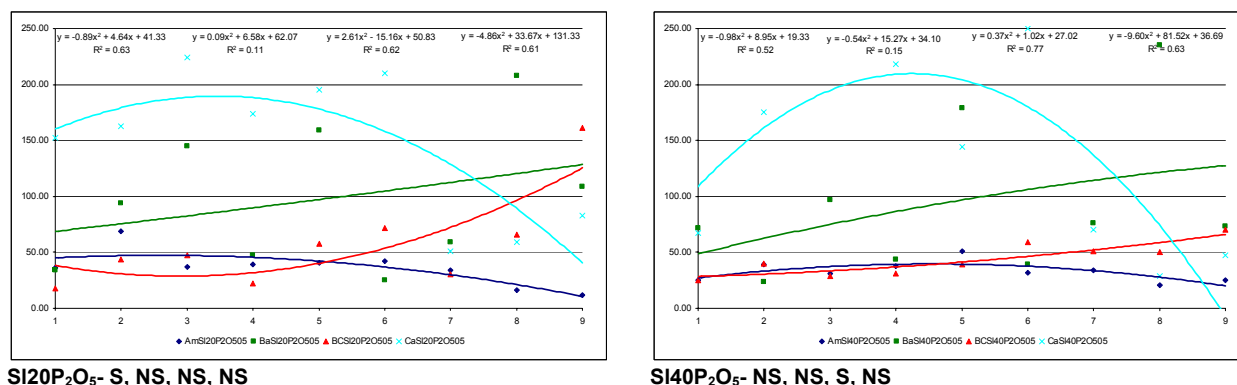 250.00
y = -0.89x² + 4.64x + 41.33
R² = 0.63
y = 0.09x² + 6.58x + 62.07
R² = 0.11
y = 2.61x² - 15.16x + 50.83
R² = 0.62
y = -4.86x² + 33.67x + 131.33
R² = 0.61
200.00
150.00
100.00
50.00
0.00
1 2 3 4 5 6 7 8 9
AmSI20P2O505 BaSI20P2O505 BCSI20P2O505 CaSI20P2O505
SI20P₂O₅- S, NS, NS, NS
250.00
y = -0.98x² + 8.95x + 19.33
R² = 0.52
y = -0.54x² + 15.27x + 34.10
R² = 0.15
y = 0.37x² + 1.02x + 27.02
R² = 0.77
y = -9.60x² + 81.52x + 36.69
R² = 0.63
200.00
150.00
100.00
50.00
0.00
1 2 3 4 5 6 7 8 9
AmSI40P2O505 BaSI40P2O505 BCSI40P2O505 CaSI40P2O505
SI40P₂O₅- NS, NS, S, NS